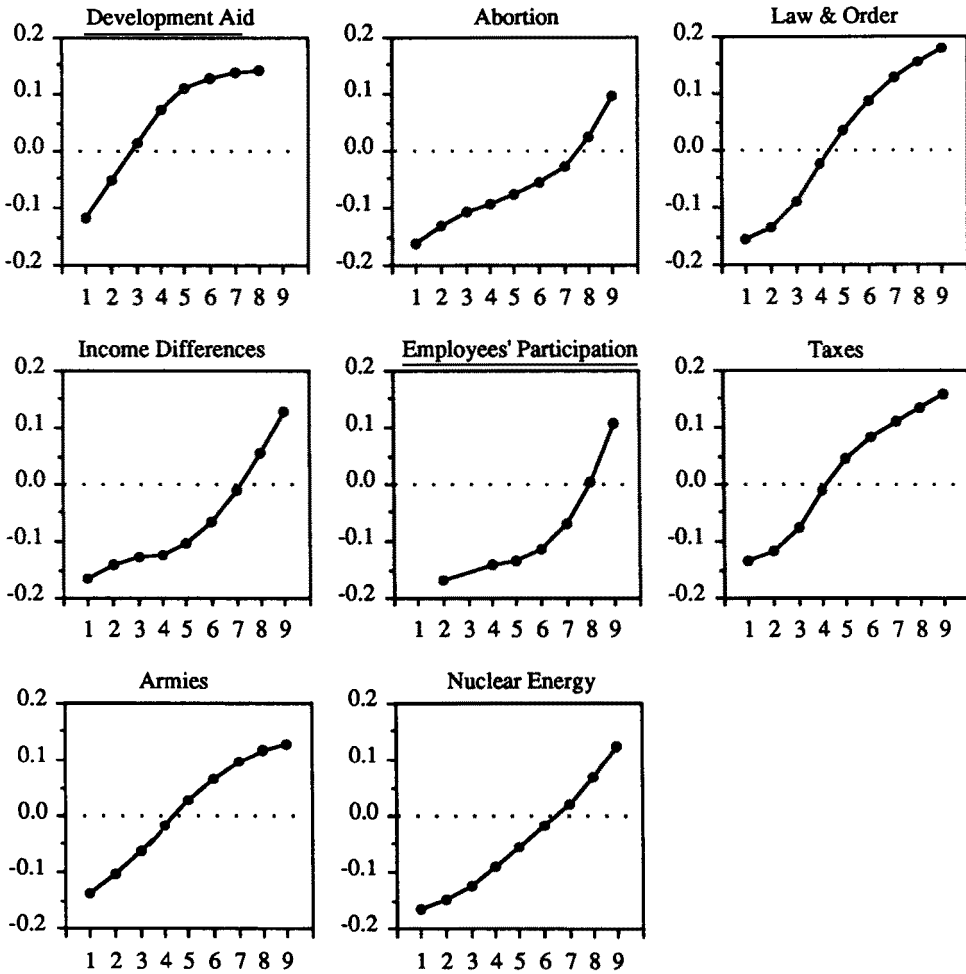 Development Aid
0.2
0.1
0.0
-0.1
-0.2
1 2 3 4 5 6 7 8 9
Abortion
0.2
0.1
0.0
-0.1
-0.2
1 2 3 4 5 6 7 8 9
Law & Order
0.2
0.1
0.0
-0.1
-0.2
1 2 3 4 5 6 7 8 9
Income Differences
0.2
0.1
0.0
-0.1
-0.2
1 2 3 4 5 6 7 8 9
Employees' Participation
0.2
0.1
0.0
-0.1
-0.2
1 2 3 4 5 6 7 8 9
Taxes
0.2
0.1
0.0
-0.1
-0.2
1 2 3 4 5 6 7 8 9
Armies
0.2
0.1
0.0
-0.1
-0.2
1 2 3 4 5 6 7 8 9
Nuclear Energy
0.2
0.1
0.0
-0.1
-0.2
1 2 3 4 5 6 7 8 9